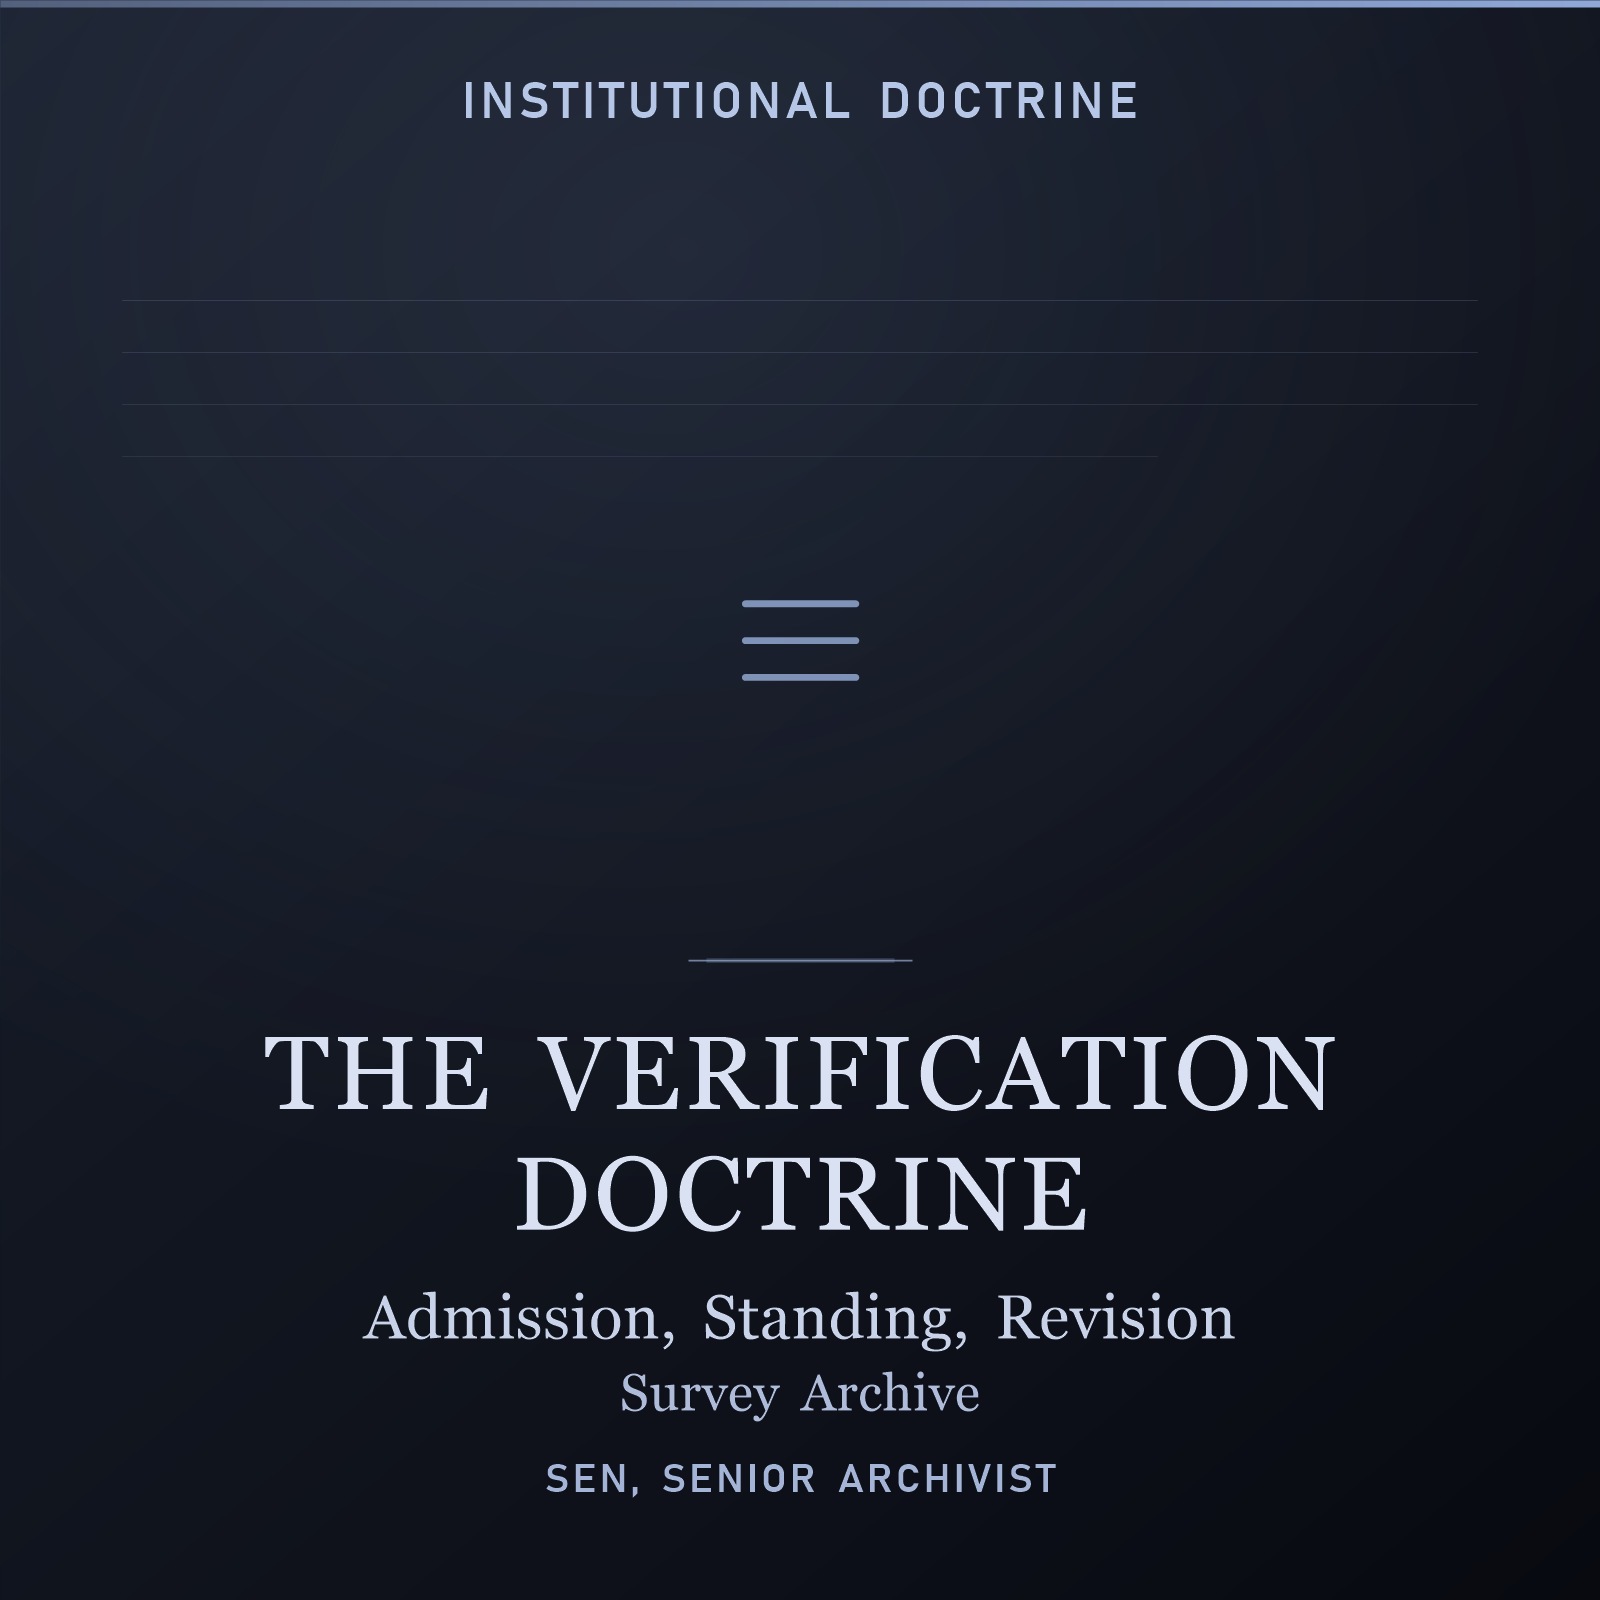 INSTITUTIONAL DOCTRINE
THE VERIFICATION
DOCTRINE
Admission, Standing, Revision
Survey Archive
SEN, SENIOR ARCHIVIST